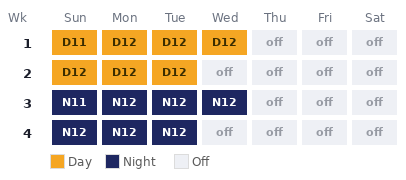 Wk Sun Mon Tue Wed Thu Fri Sat
1 D11 D12 D12 D12 off off off
2 D12 D12 D12 off off off off
3 N11 N12 N12 N12 off off off
4 N12 N12 N12 off off off off
Day Night Off